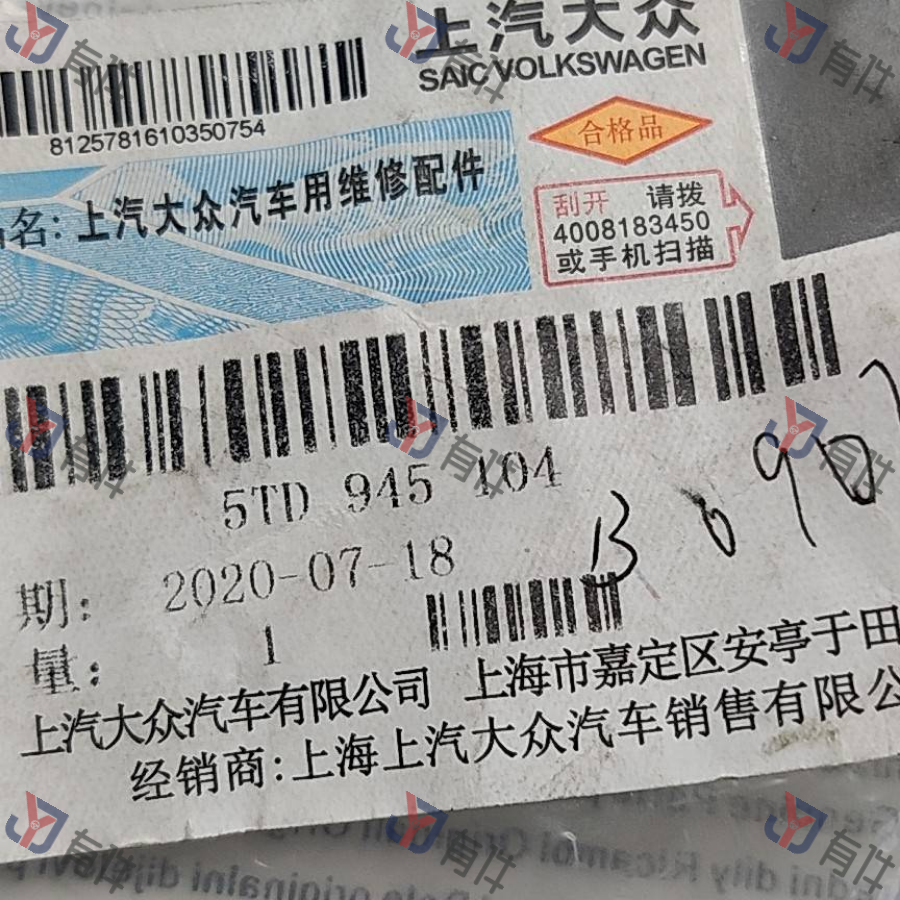 上汽大众
SAIC VOLKSWAGEN
8125781610350754
合格品
名: 上汽大众汽车用维修配件
刮开 请拨
4008183450
或手机扫描
5TD 945 104
B 0 90
期: 2020-07-18
量: 1
上汽大众汽车有限公司 上海市嘉定区安亭于田
经销商:上海上汽大众汽车销售有限公
有件